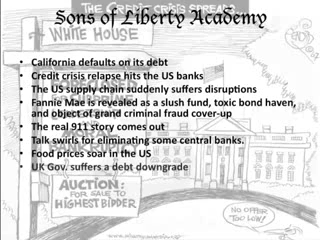 THE CREDIT CRISIS SPREADS
Sons of Liberty Academy
WHITE HOUSE
• California defaults on its debt
• Credit crisis relapse hits the US banks
• The US supply chain suddenly suffers disruptions
• Fannie Mae is revealed as a slush fund, toxic bond haven,
and object of grand criminal fraud cover-up
• The real 911 story comes out
• Talk swirls for eliminating some central banks.
• Food prices soar in the US
• UK Gov. suffers a debt downgrade
AUCTION:
FOR SALE TO
HIGHEST BIDDER
NO OFFER
TOO LOW!